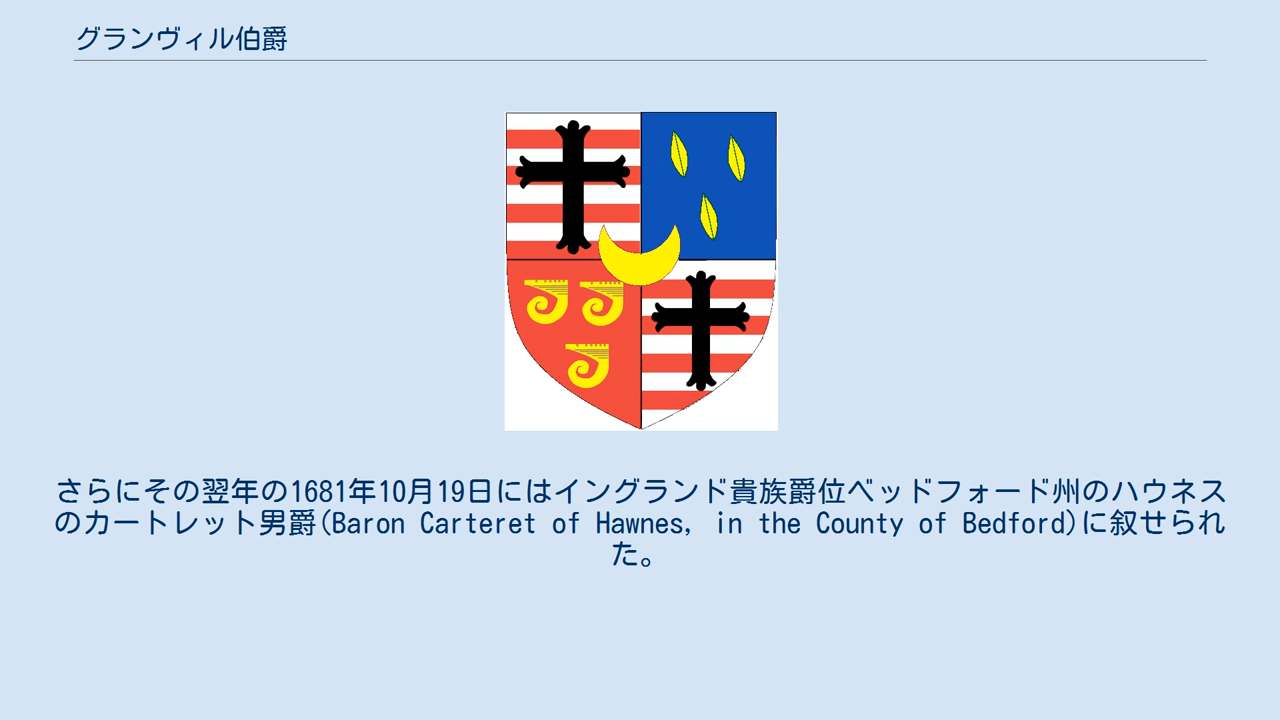 グランヴィル伯爵
さらにその翌年の1681年10月19日にはイングランド貴族爵位ベッドフォード州のハウネス
のカートレット男爵(Baron Carteret of Hawnes, in the County of Bedford)に叙せられ
た。